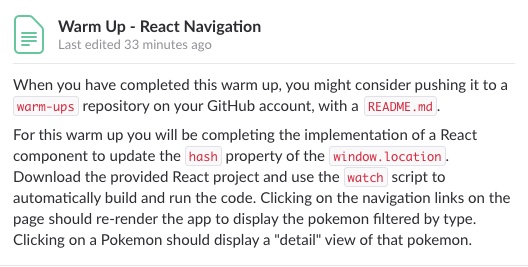 Warm Up - React Navigation
Last edited 33 minutes ago
When you have completed this warm up, you might consider pushing it to a
warm-ups repository on your GitHub account, with a README.md.
For this warm up you will be completing the implementation of a React
component to update the hash property of the window.location.
Download the provided React project and use the watch script to
automatically build and run the code. Clicking on the navigation links on the
page should re-render the app to display the pokemon filtered by type.
Clicking on a Pokemon should display a "detail" view of that pokemon.